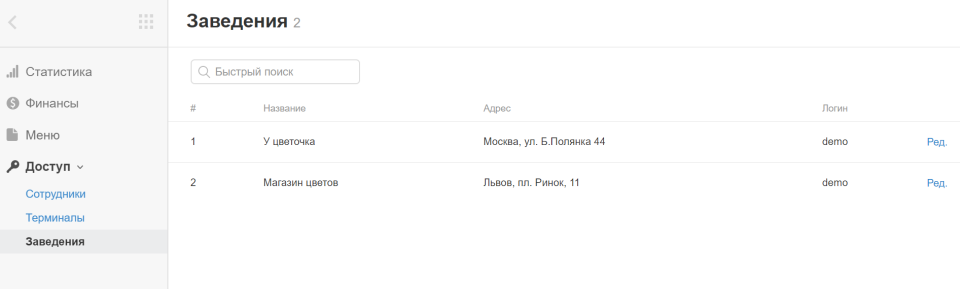 Заведения 2
Статистика
Финансы
Меню
Доступ
Сотрудники
Терминалы
Заведения
Быстрый поиск
# Название Адрес Логин
1 У цветочка Москва, ул. Б.Полянка 44 demo Ред.
2 Магазин цветов Львов, пл. Ринок, 11 demo Ред.